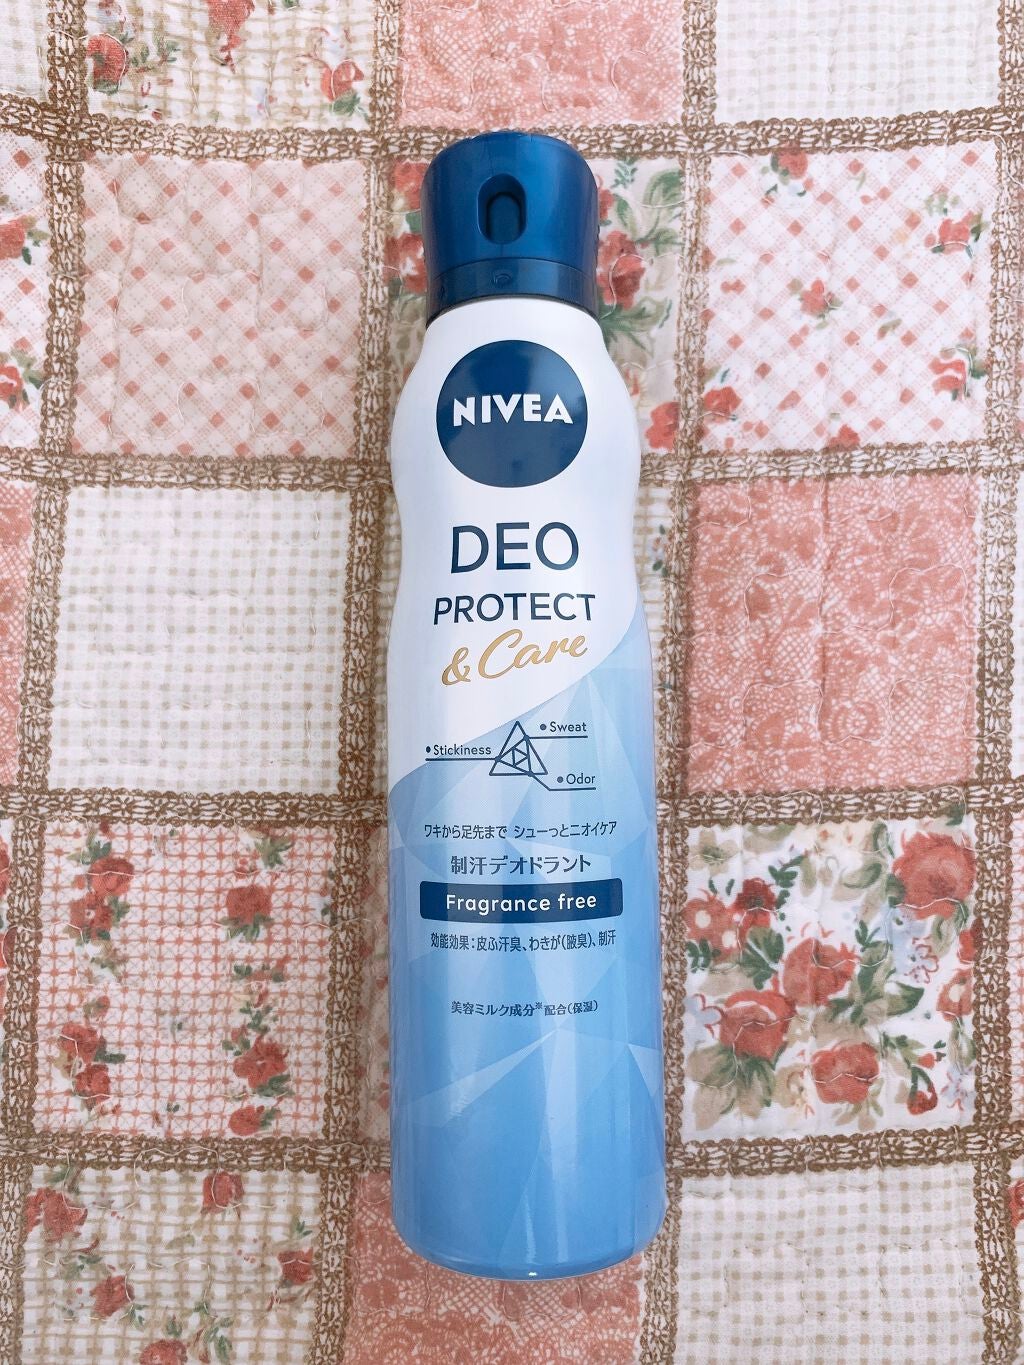 NIVEA
DEO
PROTECT
& Care
Sweat
Stickiness
Odor
ワキから足先まで シューっとニオイケア
制汗デオドラント
Fragrance free
効能効果：皮ふ汗臭、わきが（腋臭）、制汗
美容ミルク成分※配合（保湿）